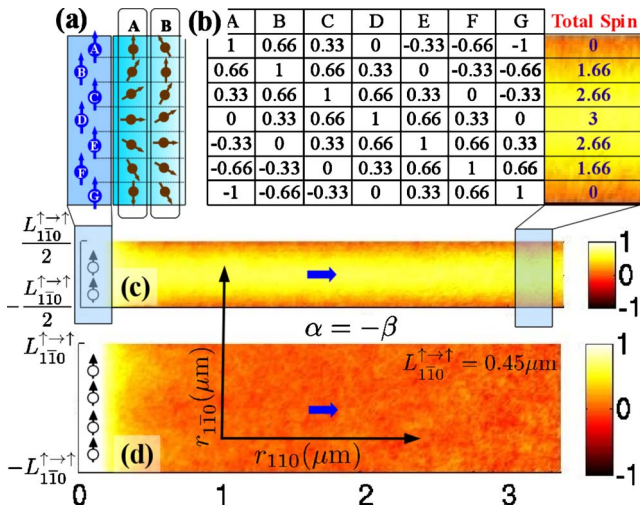 (a)
A
B
C
D
E
F
G
A B
(b)
A B C D E F G Total Spin
1 0.66 0.33 0 -0.33 -0.66 -1 0
0.66 1 0.66 0.33 0 -0.33 -0.66 1.66
0.33 0.66 1 0.66 0.33 0 -0.33 2.66
0 0.33 0.66 1 0.66 0.33 0 3
-0.33 0 0.33 0.66 1 0.66 0.33 2.66
-0.66 -0.33 0 0.33 0.66 1 0.66 1.66
-1 -0.66 -0.33 0 0.33 0.66 1 0
L↑→↑11̄0/2
-L↑→↑11̄0/2
(c)
1
0
-1
α = −β
L↑→↑11̄0
-L↑→↑11̄0
L↑→↑11̄0 = 0.45μm
r11̄0(μm)
r110(μm)
(d)
1
0
-1
0 1 2 3